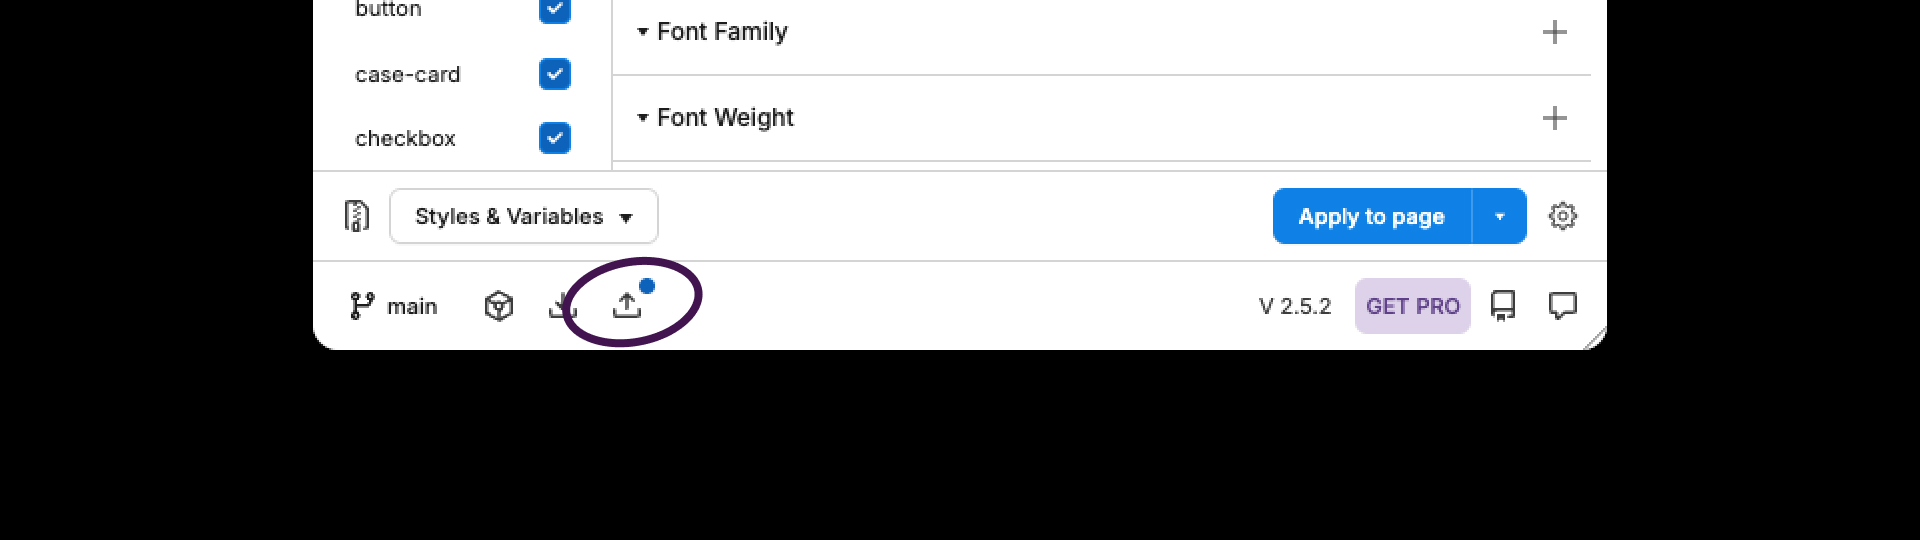 button
case-card
checkbox
Font Family
Font Weight
Styles & Variables
Apply to page
main
V 2.5.2
GET PRO